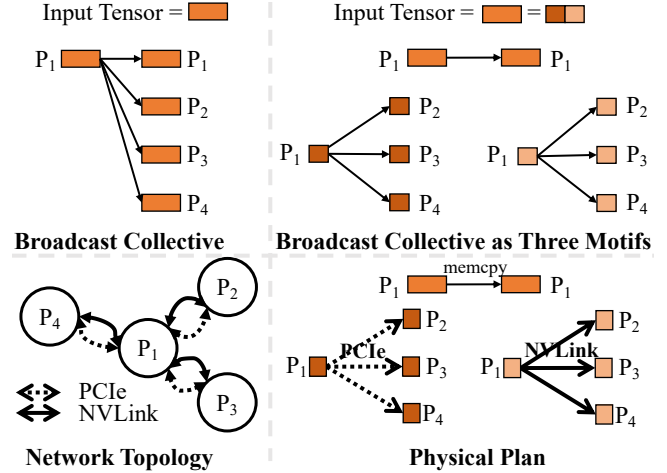 Input Tensor =
P1
P1
P2
P3
P4
Broadcast Collective
Input Tensor = =
P1 P1
P2
P1 P3
P4
P2
P1 P3
P4
Broadcast Collective as Three Motifs
P2
P4
P1
P3
PCIe
NVLink
Network Topology
memcpy
P1 P1
P2
P1 PCIe P3
P4
P2
P1 NVLink P3
P4
Physical Plan